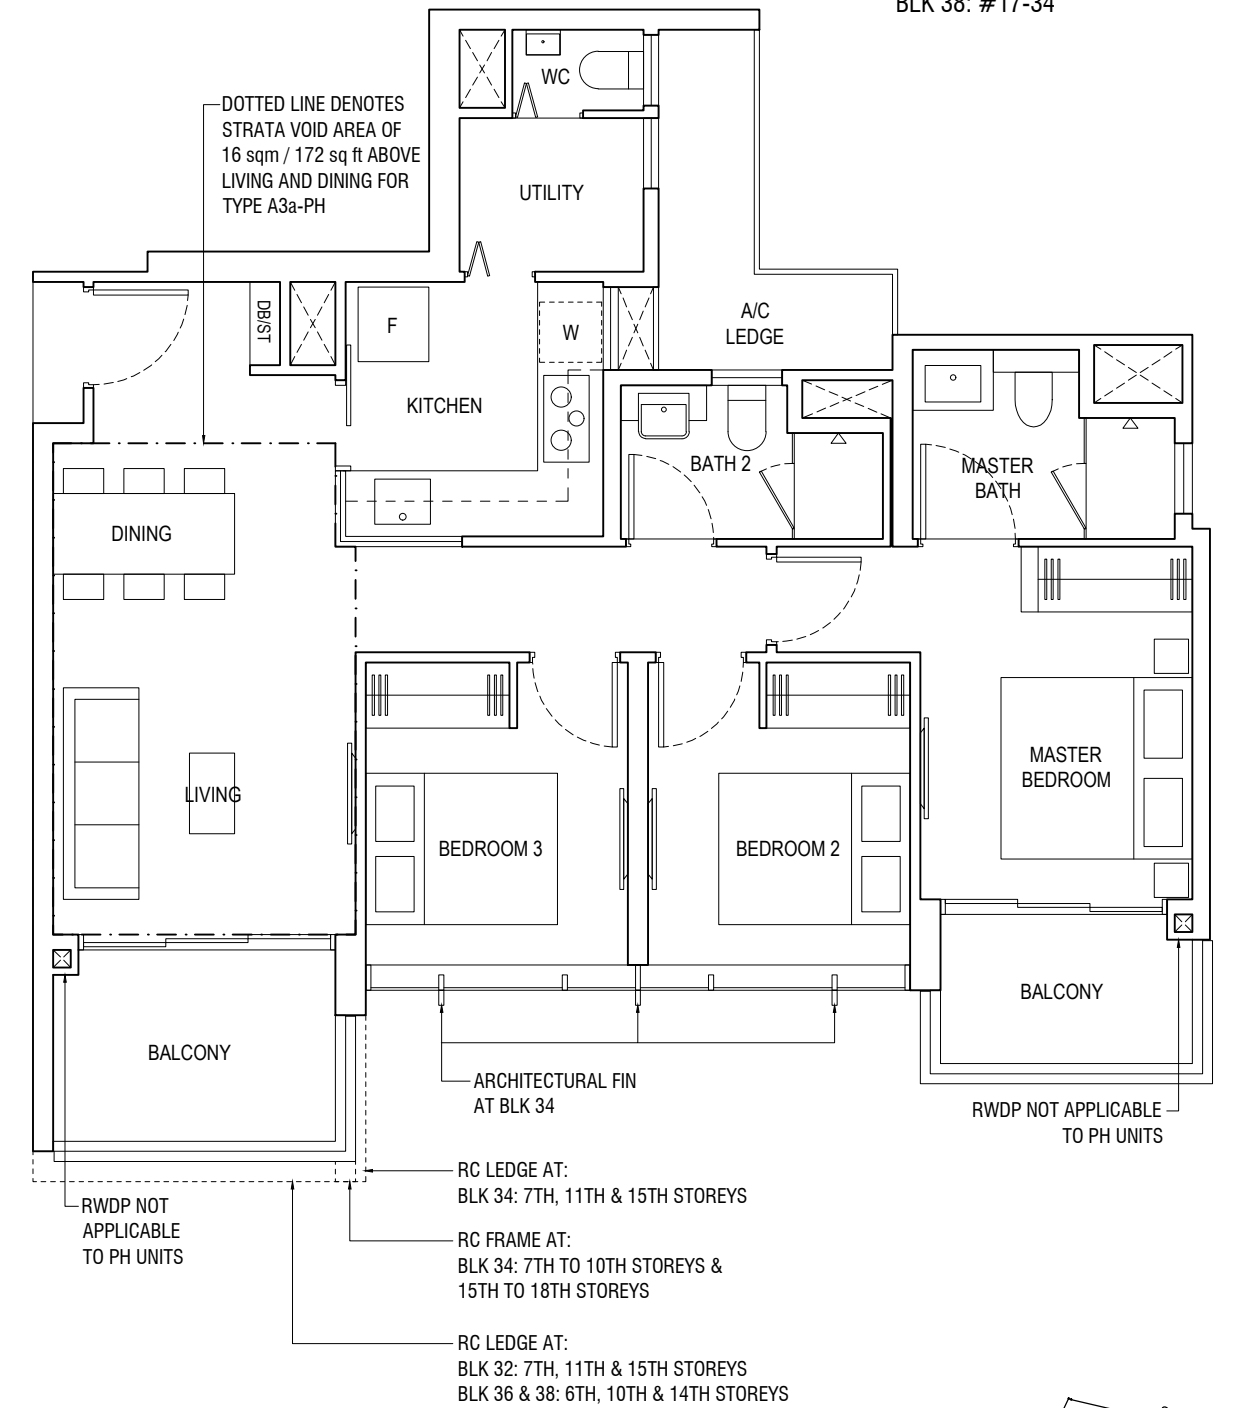 BLK 38: #17-34
WC
DOTTED LINE DENOTES
STRATA VOID AREA OF
16 sqm / 172 sq ft ABOVE
LIVING AND DINING FOR
TYPE A3a-PH
UTILITY
DB/ST
F
W
A/C
LEDGE
KITCHEN
BATH 2
MASTER
BATH
DINING
MASTER
BEDROOM
LIVING
BEDROOM 3
BEDROOM 2
BALCONY
BALCONY
ARCHITECTURAL FIN
AT BLK 34
RWDP NOT APPLICABLE
TO PH UNITS
RC LEDGE AT:
BLK 34: 7TH, 11TH & 15TH STOREYS
RWDP NOT
APPLICABLE
TO PH UNITS
RC FRAME AT:
BLK 34: 7TH TO 10TH STOREYS &
15TH TO 18TH STOREYS
RC LEDGE AT:
BLK 32: 7TH, 11TH & 15TH STOREYS
BLK 36 & 38: 6TH, 10TH & 14TH STOREYS